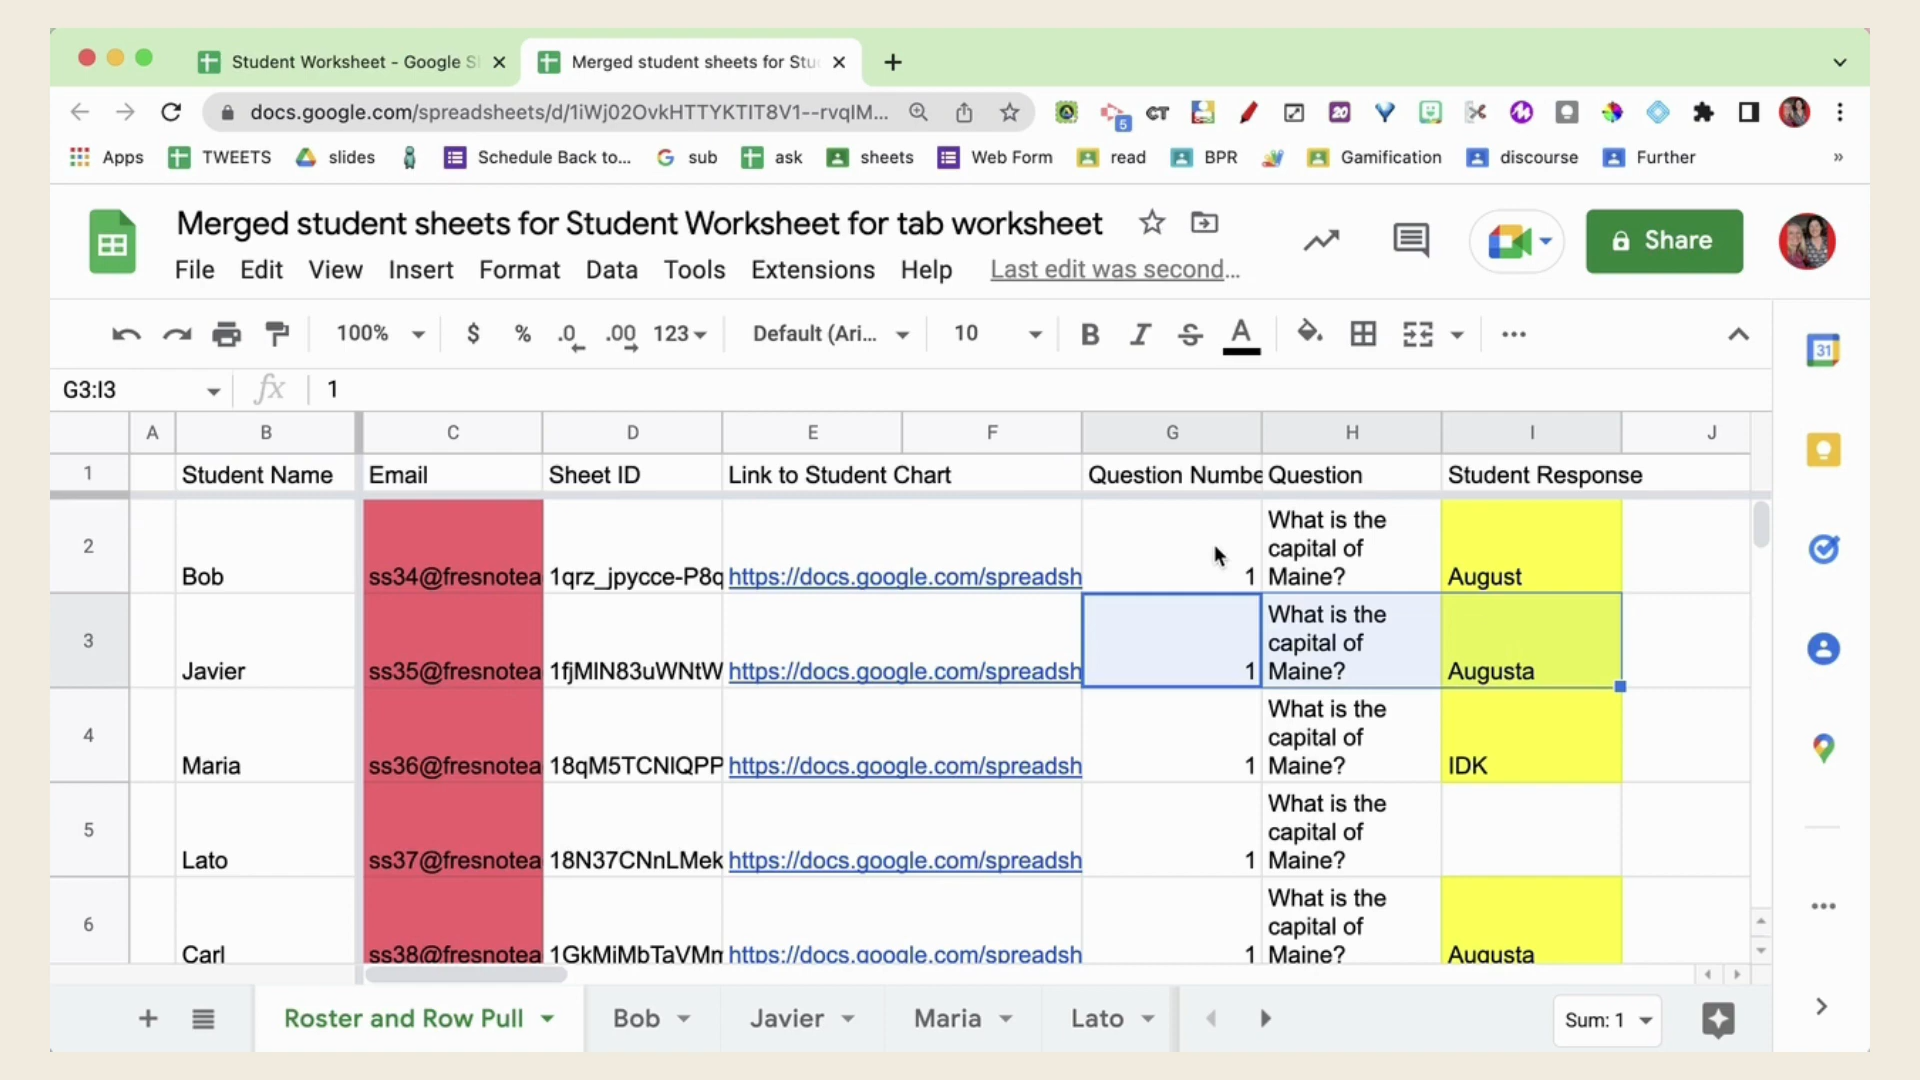 Student Worksheet - Google S
Merged student sheets for Stu
docs.google.com/spreadsheets/d/1iWj02OvkHTTYKTIT8V1--rvqIM...
5
CT
20
Apps
TWEETS
slides
Schedule Back to...
sub
ask
sheets
Web Form
read
BPR
Gamification
discourse
Further
»
Merged student sheets for Student Worksheet for tab worksheet
File Edit View Insert Format Data Tools Extensions Help Last edit was second...
Share
100% $ % .0 .00 123 Default (Ari... 10 B I S A
31
G3:I3 fx 1
A B C D E F G H I J
1 Student Name Email Sheet ID Link to Student Chart Question Numbe Question Student Response
2 Bob ss34@fresnotea 1qrz_jpycce-P8q https://docs.google.com/spreadsh 1 What is the
capital of
Maine? August
3 Javier ss35@fresnotea 1fjMIN83uWNtW https://docs.google.com/spreadsh 1 What is the
capital of
Maine? Augusta
4 Maria ss36@fresnotea 18qM5TCNIQPP https://docs.google.com/spreadsh 1 What is the
capital of
Maine? IDK
5 Lato ss37@fresnotea 18N37CNnLMek https://docs.google.com/spreadsh 1 What is the
capital of
Maine?
6 Carl ss38@fresnotea 1GkMiMbTaVMm https://docs.google.com/spreadsh 1 What is the
capital of
Maine? Augusta
Roster and Row Pull Bob Javier Maria Lato Sum: 1